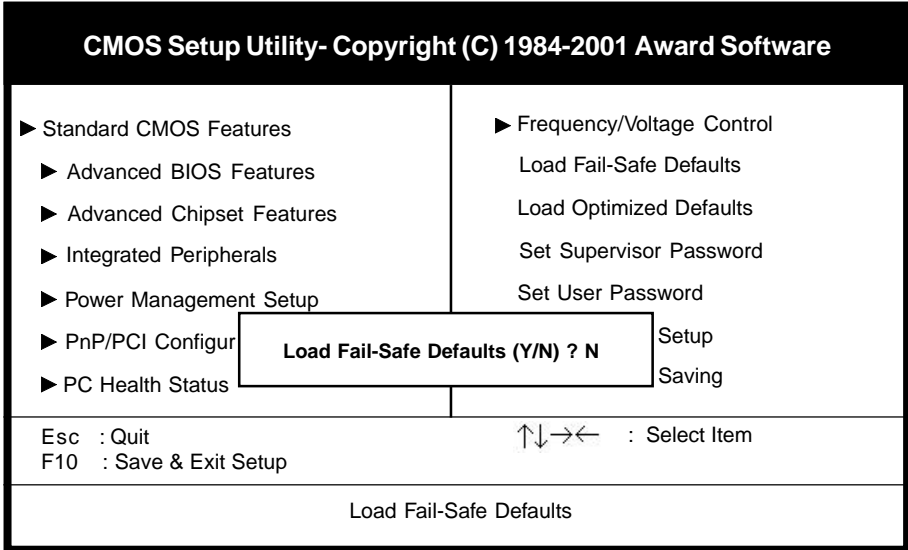 CMOS Setup Utility- Copyright (C) 1984-2001 Award Software
Standard CMOS Features
Advanced BIOS Features
Advanced Chipset Features
Integrated Peripherals
Power Management Setup
PnP/PCI Configur
PC Health Status
Frequency/Voltage Control
Load Fail-Safe Defaults
Load Optimized Defaults
Set Supervisor Password
Set User Password
Setup
Saving
Load Fail-Safe Defaults (Y/N) ? N
Esc : Quit
F10 : Save & Exit Setup
↑↓→← : Select Item
Load Fail-Safe Defaults